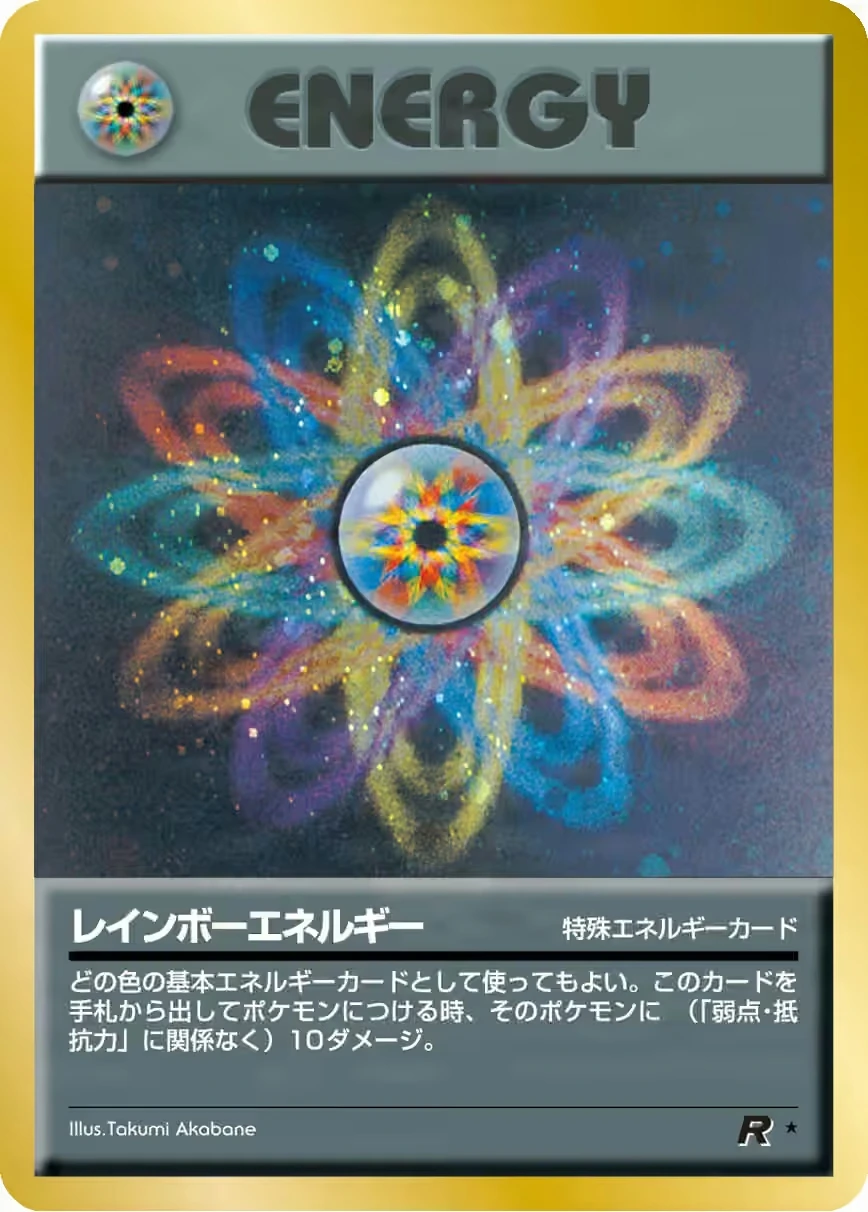 ENERGY
レインボーエネルギー
特殊エネルギーカード
どの色の基本エネルギーカードとして使ってもよい。このカードを
手札から出してポケモンにつける時、そのポケモンに （「弱点・抵
抗力」に関係なく）10ダメージ。
Illus.Takumi Akabane
R ★